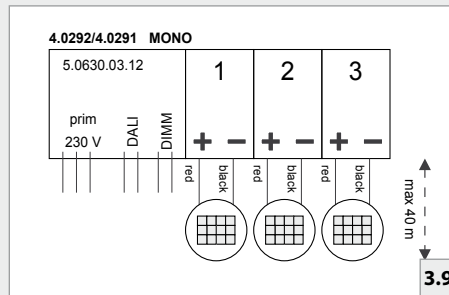 4.0292/4.0291 MONO
5.0630.03.12
1 2 3
prim
230 V
DALI
DIMM
+ − + − + −
red black red black red black
max 40 m
3.9